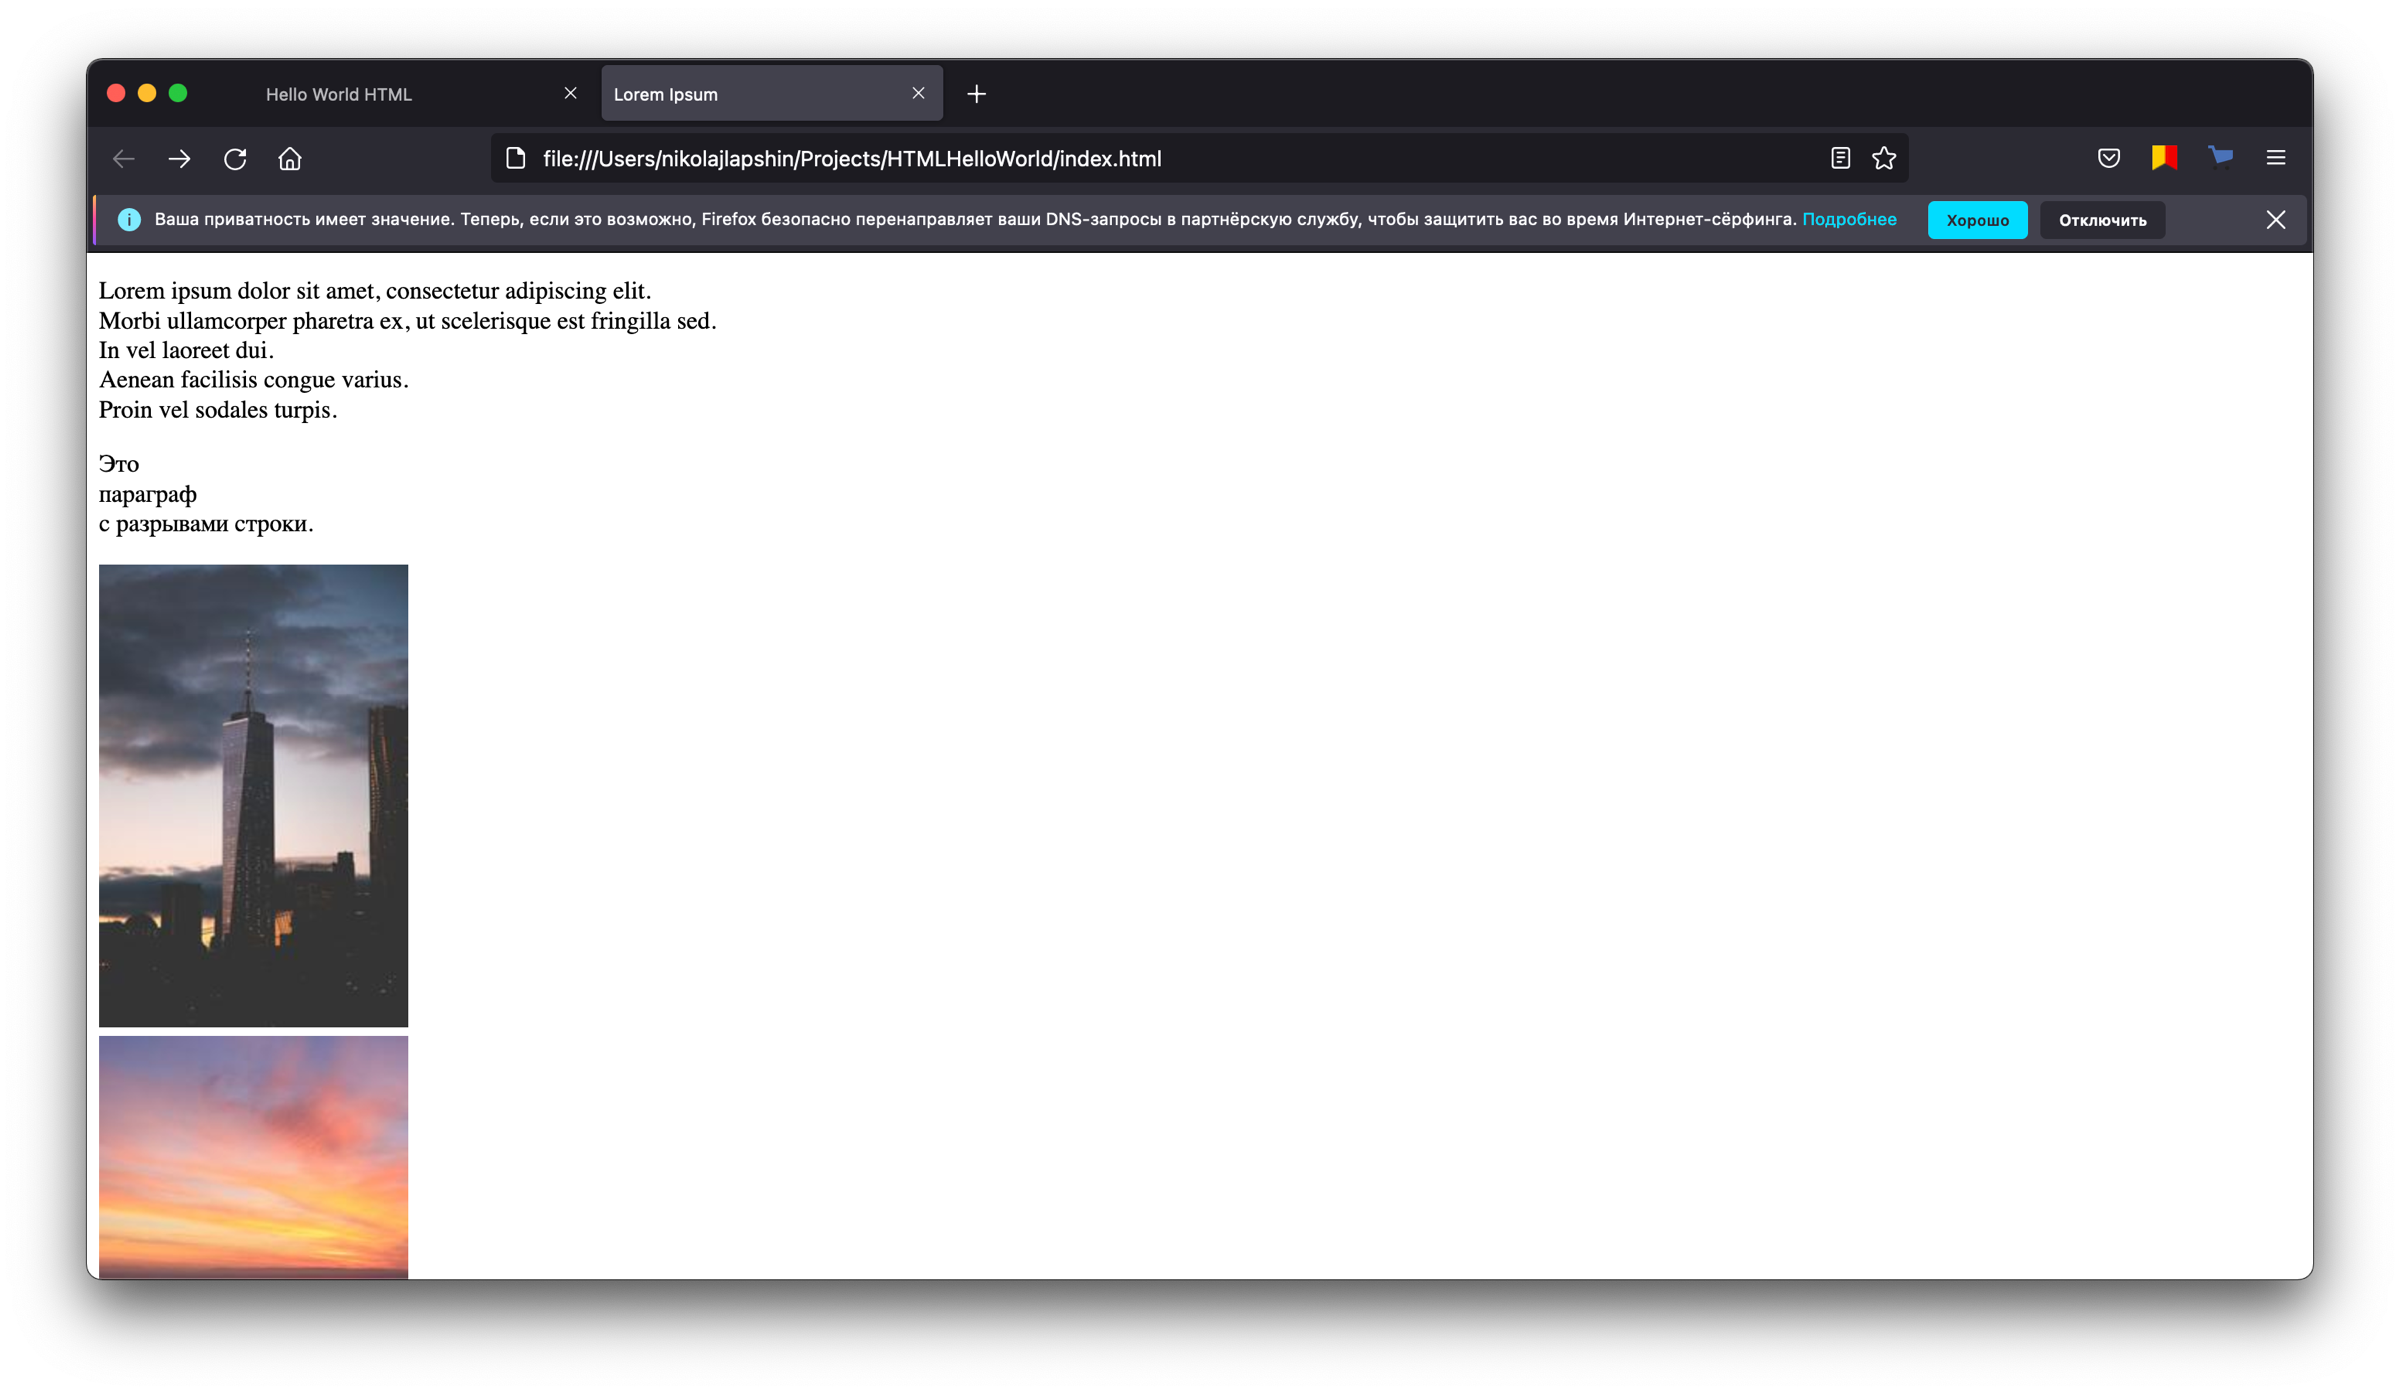 Hello World HTML
Lorem Ipsum
file:///Users/nikolajlapshin/Projects/HTMLHelloWorld/index.html
Ваша приватность имеет значение. Теперь, если это возможно, Firefox безопасно перенаправляет ваши DNS-запросы в партнёрскую службу, чтобы защитить вас во время Интернет-сёрфинга. Подробнее
Хорошо
Отключить
Lorem ipsum dolor sit amet, consectetur adipiscing elit.
Morbi ullamcorper pharetra ex, ut scelerisque est fringilla sed.
In vel laoreet dui.
Aenean facilisis congue varius.
Proin vel sodales turpis.
Это
параграф
с разрывами строки.